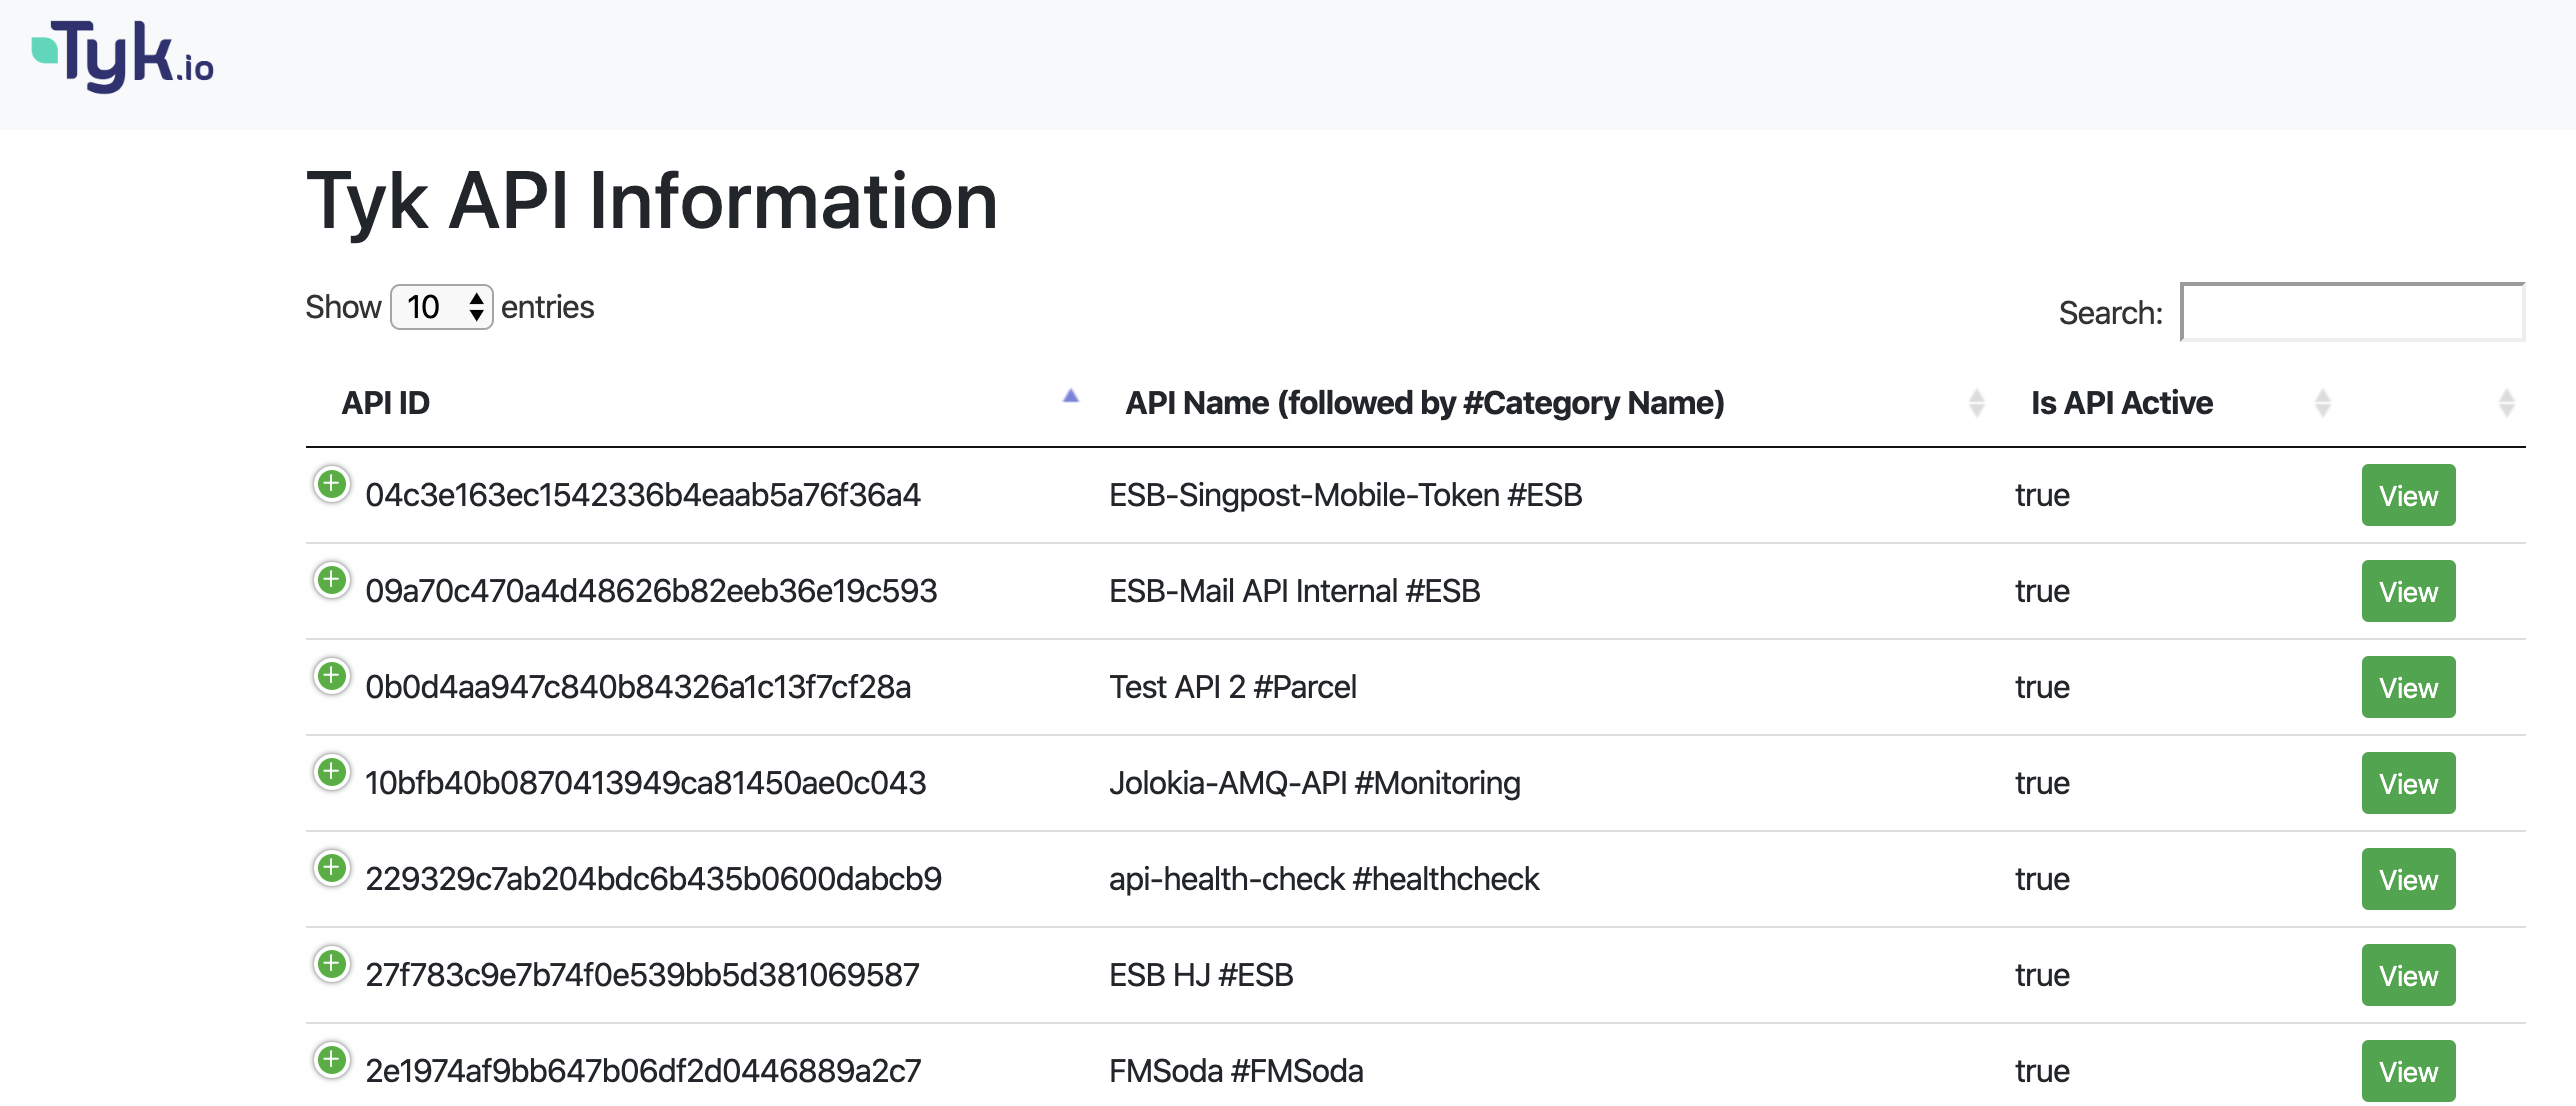 Tyk.io
Tyk API Information
Show 10 entries
Search:
API ID API Name (followed by #Category Name) Is API Active
04c3e163ec1542336b4eaab5a76f36a4 ESB-Singpost-Mobile-Token #ESB true View
09a70c470a4d48626b82eeb36e19c593 ESB-Mail API Internal #ESB true View
0b0d4aa947c840b84326a1c13f7cf28a Test API 2 #Parcel true View
10bfb40b0870413949ca81450ae0c043 Jolokia-AMQ-API #Monitoring true View
229329c7ab204bdc6b435b0600dabcb9 api-health-check #healthcheck true View
27f783c9e7b74f0e539bb5d381069587 ESB HJ #ESB true View
2e1974af9bb647b06df2d0446889a2c7 FMSoda #FMSoda true View